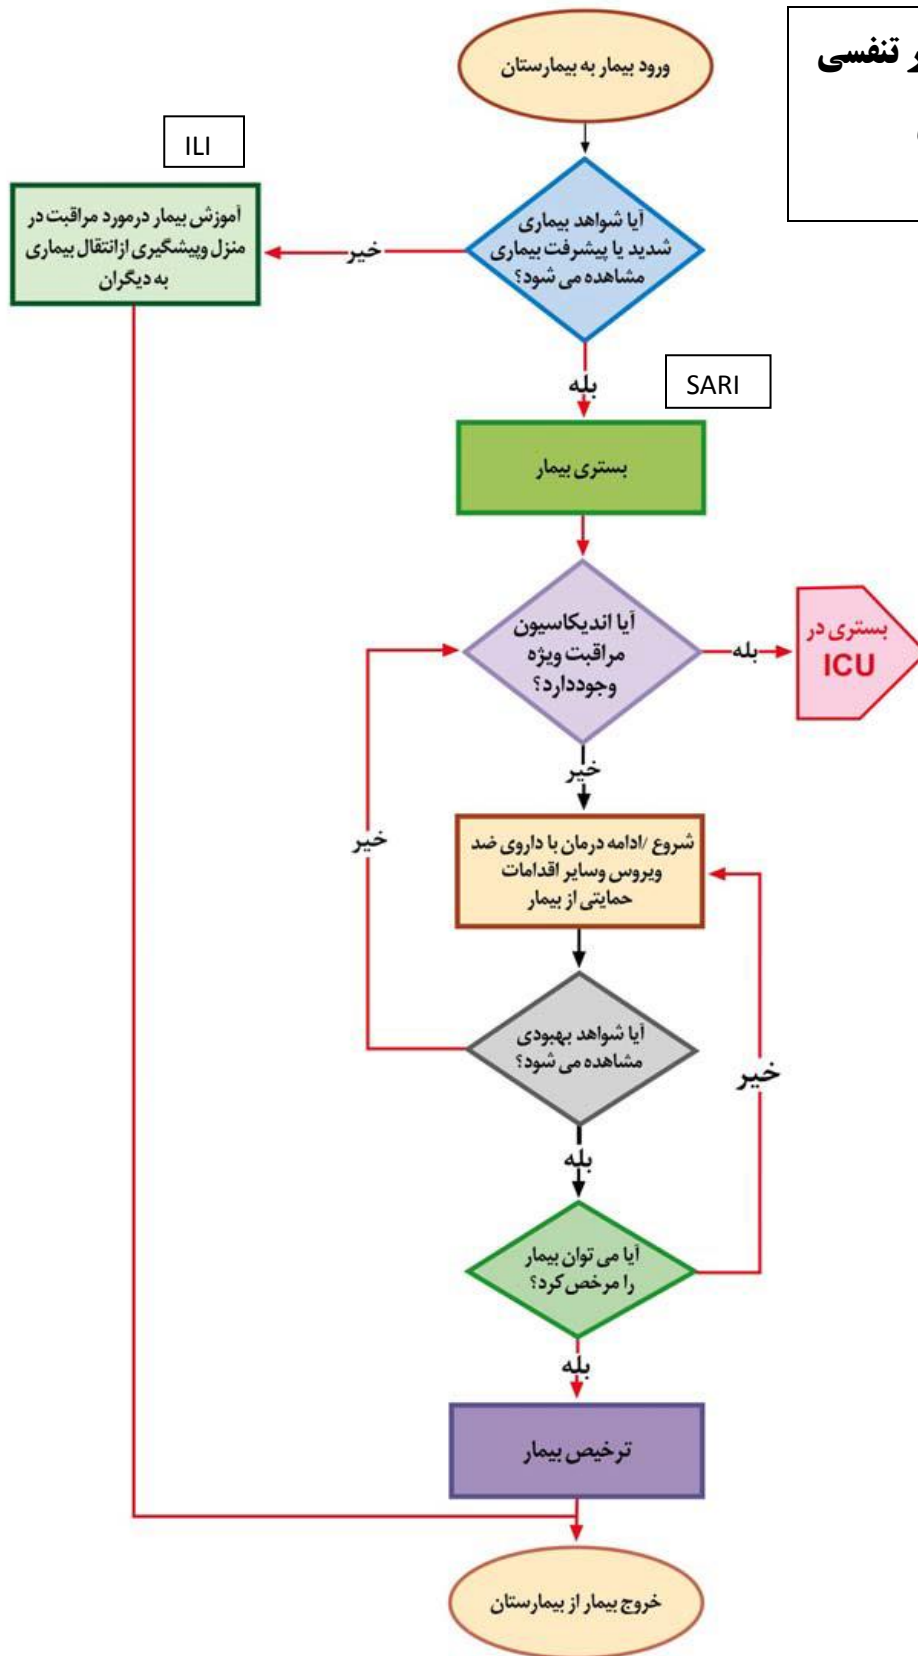 تنفسی
ورود بیمار به بیمارستان
ILI
آیا شواهد بیماری
شدید یا پیشرفت بیماری
مشاهده می شود؟
خیر
آموزش بیمار درمورد مراقبت در
منزل وپیشگیری ازانتقال بیماری
به دیگران
بله
SARI
بستری بیمار
آیا اندیکاسیون
مراقبت ویژه
وجوددارد؟
بله
بستری در
ICU
خیر
شروع /ادامه درمان با داروی ضد
ویروس وسایر اقدامات
حمایتی از بیمار
خیر
آیا شواهد بهبودی
مشاهده می شود؟
خیر
بله
آیا می توان بیمار
را مرخص کرد؟
بله
ترخیص بیمار
خروج بیمار از بیمارستان